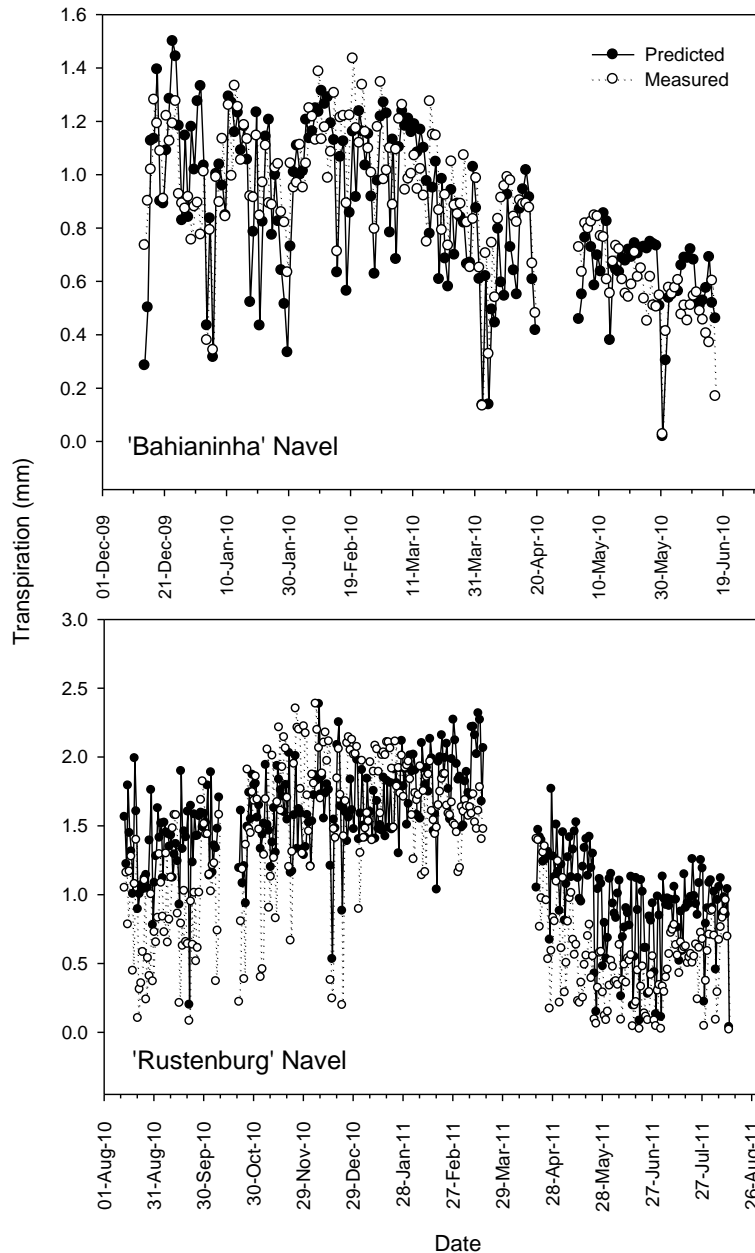 1.6
1.4
1.2
1.0
0.8
0.6
0.4
0.2
0.0
Predicted
Measured
'Bahianinha' Navel
01-Dec-09
21-Dec-09
10-Jan-10
30-Jan-10
19-Feb-10
11-Mar-10
31-Mar-10
20-Apr-10
10-May-10
30-May-10
19-Jun-10
Transpiration (mm)
3.0
2.5
2.0
1.5
1.0
0.5
0.0
'Rustenburg' Navel
01-Aug-10
31-Aug-10
30-Sep-10
30-Oct-10
29-Nov-10
29-Dec-10
28-Jan-11
27-Feb-11
29-Mar-11
28-Apr-11
28-May-11
27-Jun-11
27-Jul-11
26-Aug-11
Date